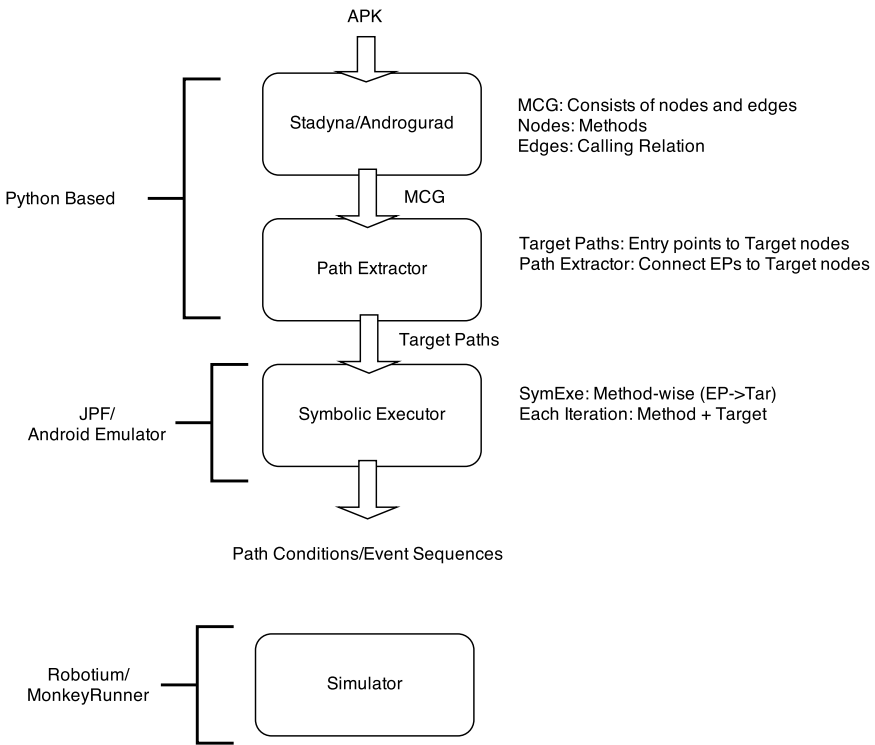 APK
Stadyna/Androgurad
MCG: Consists of nodes and edges
Nodes: Methods
Edges: Calling Relation
Python Based
MCG
Path Extractor
Target Paths: Entry points to Target nodes
Path Extractor: Connect EPs to Target nodes
Target Paths
JPF/
Android Emulator
Symbolic Executor
SymExe: Method-wise (EP->Tar)
Each Iteration: Method + Target
Path Conditions/Event Sequences
Robotium/
MonkeyRunner
Simulator